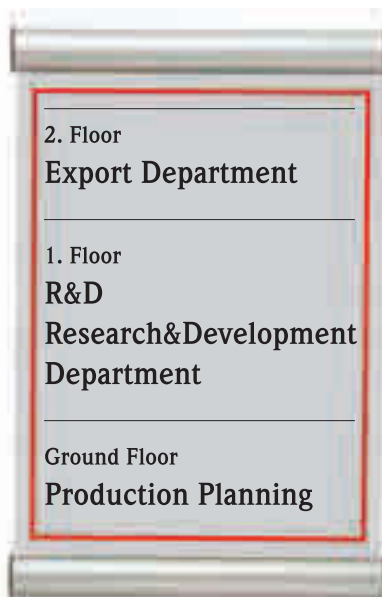 2. Floor
Export Department
1. Floor
R&D
Research&Development
Department
Ground Floor
Production Planning